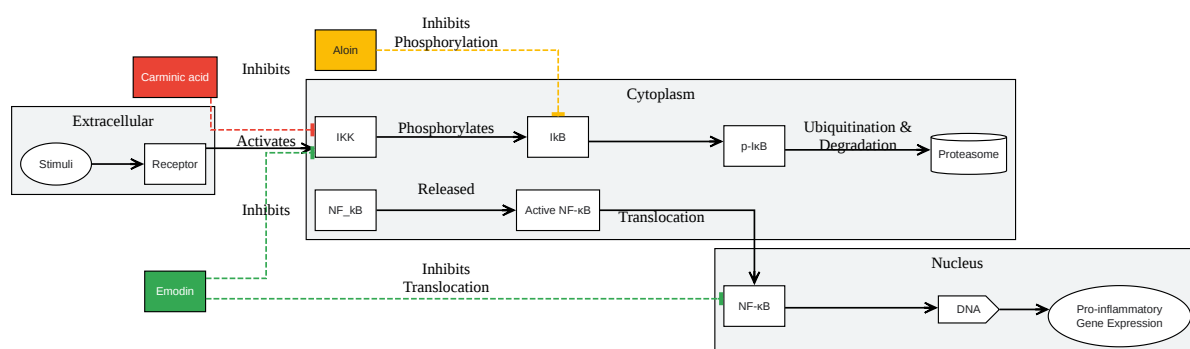 Inhibits
Phosphorylation
Aloin
Carminic acid
Inhibits
Cytoplasm
Extracellular
Stimuli
Receptor
Activates
IKK
Phosphorylates
IkB
p-IκB
Ubiquitination &
Degradation
Proteasome
NF_kB
Released
Active NF-κB
Translocation
Inhibits
Emodin
Inhibits
Translocation
Nucleus
NF-κB
DNA
Pro-inflammatory
Gene Expression